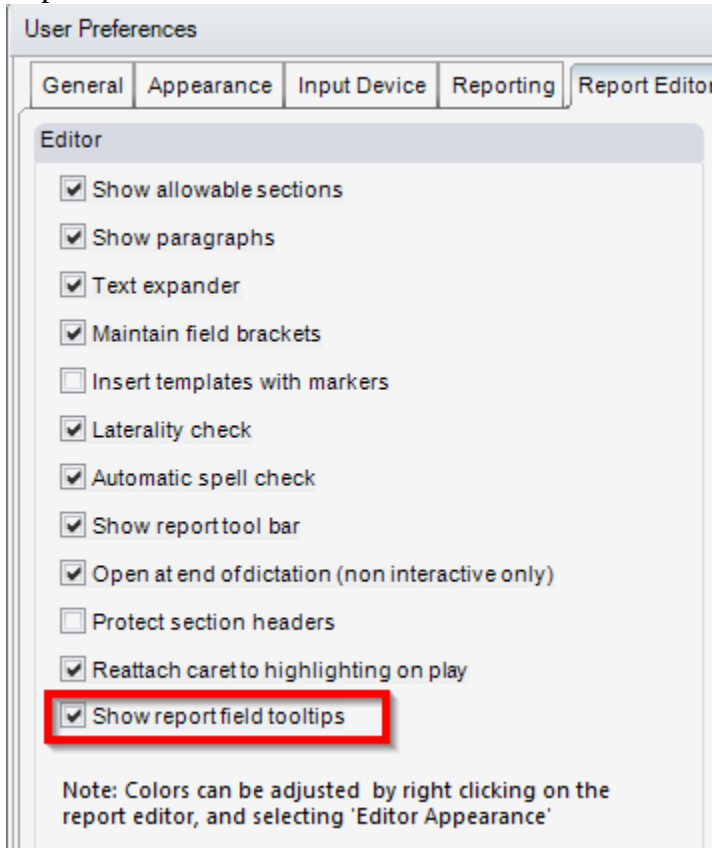 User Preferences
General Appearance Input Device Reporting Report Editor
Editor
Show allowable sections
Show paragraphs
Text expander
Maintain field brackets
Insert templates with markers
Laterality check
Automatic spell check
Show report tool bar
Open at end of dictation (non interactive only)
Protect section headers
Reattach caret to highlighting on play
Show report field tooltips
Note: Colors can be adjusted by right clicking on the
report editor, and selecting 'Editor Appearance'